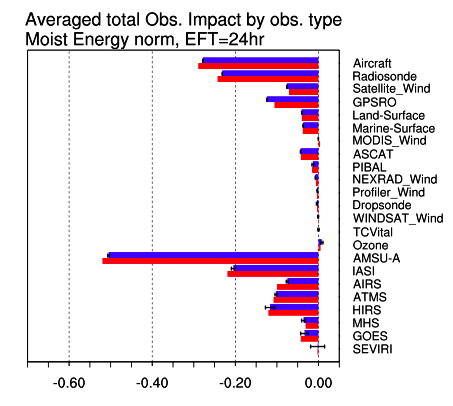 Averaged total Obs. Impact by obs. type
Moist Energy norm, EFT=24hr
Aircraft
Radiosonde
Satellite_Wind
GPSRO
Land-Surface
Marine-Surface
MODIS_Wind
ASCAT
PIBAL
NEXRAD_Wind
Profiler_Wind
Dropsonde
WINDSAT_Wind
TCVital
Ozone
AMSU-A
IASI
AIRS
ATMS
HIRS
MHS
GOES
SEVIRI
-0.60 -0.40 -0.20 0.00